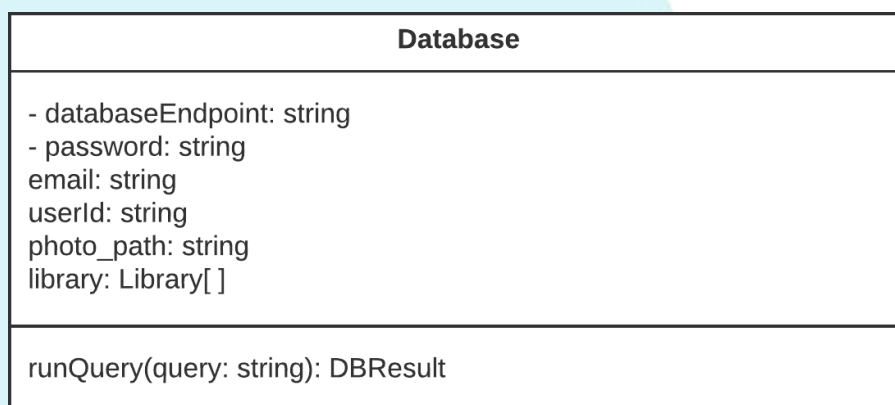 Database
- databaseEndpoint: string
- password: string
email: string
userId: string
photo_path: string
library: Library[ ]
runQuery(query: string): DBResult